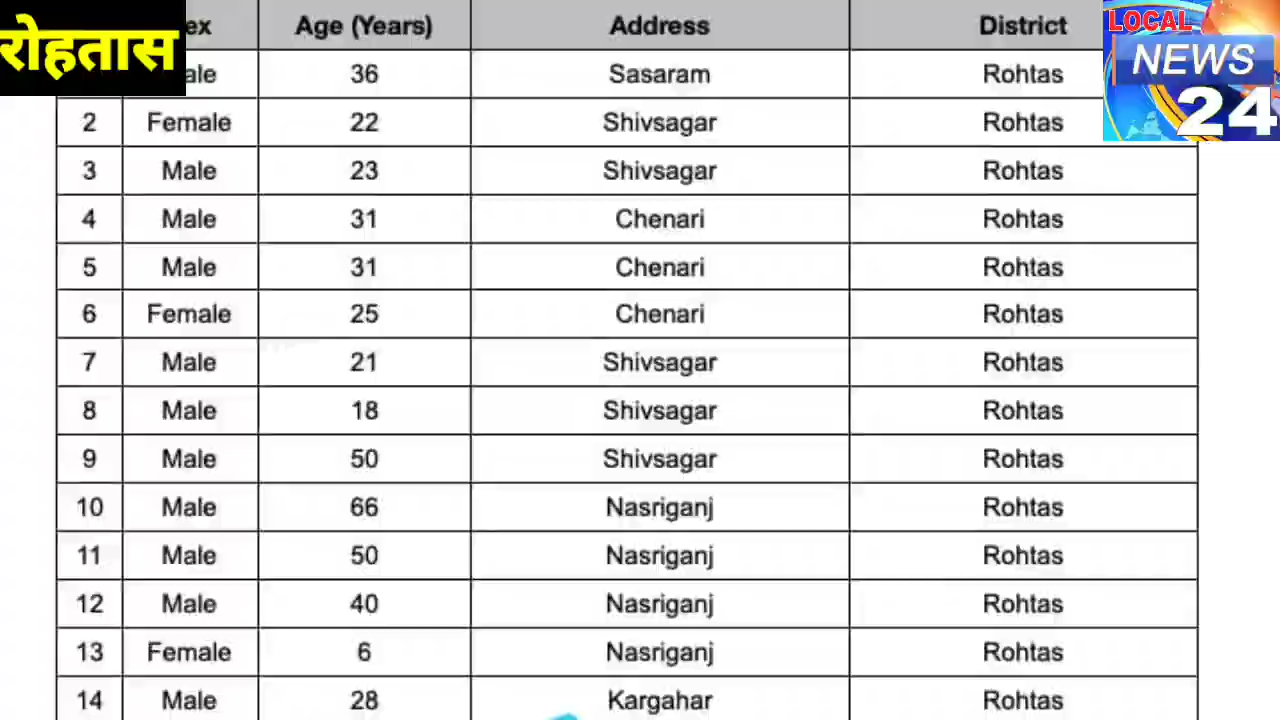 रोहतास
ex Age (Years) Address District
LOCAL
NEWS
24
ale 36 Sasaram Rohtas
2 Female 22 Shivsagar Rohtas
3 Male 23 Shivsagar Rohtas
4 Male 31 Chenari Rohtas
5 Male 31 Chenari Rohtas
6 Female 25 Chenari Rohtas
7 Male 21 Shivsagar Rohtas
8 Male 18 Shivsagar Rohtas
9 Male 50 Shivsagar Rohtas
10 Male 66 Nasriganj Rohtas
11 Male 50 Nasriganj Rohtas
12 Male 40 Nasriganj Rohtas
13 Female 6 Nasriganj Rohtas
14 Male 28 Kargahar Rohtas